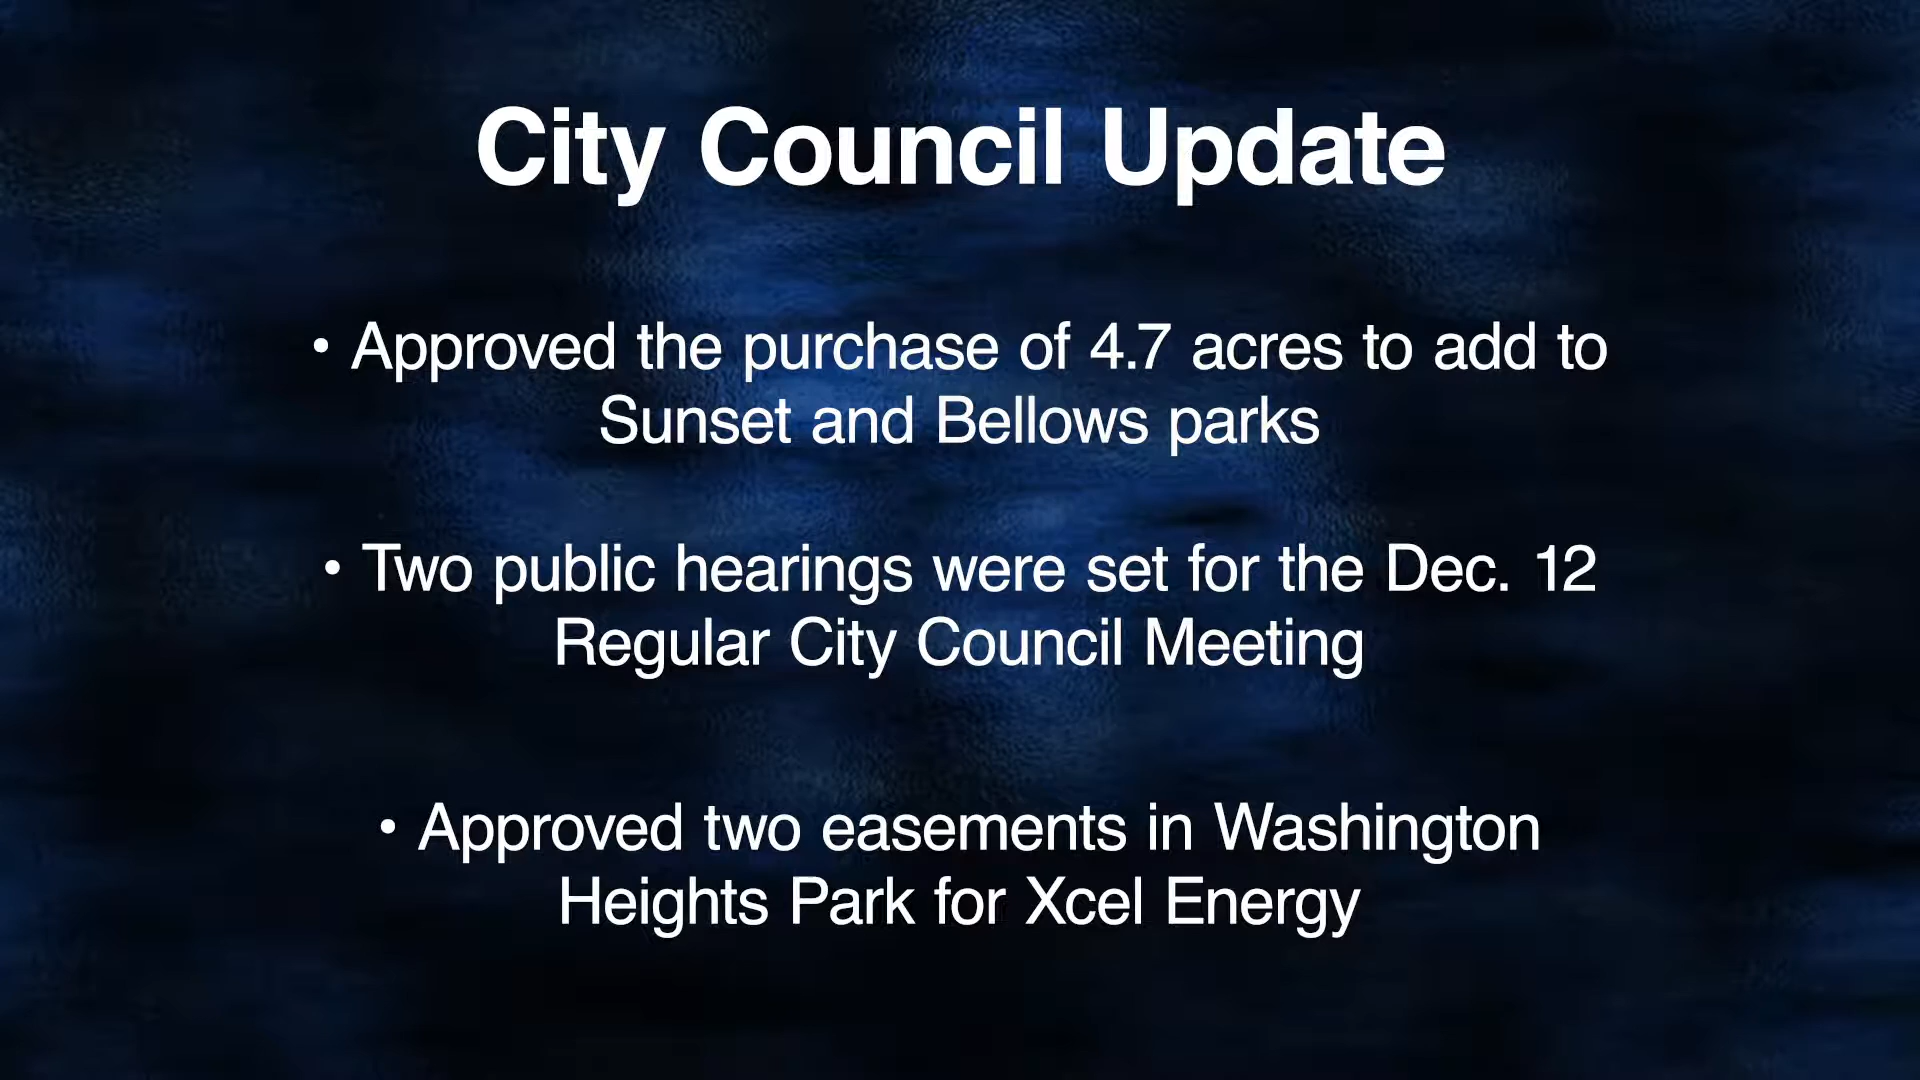 City Council Update
• Approved the purchase of 4.7 acres to add to
Sunset and Bellows parks
• Two public hearings were set for the Dec. 12
Regular City Council Meeting
• Approved two easements in Washington
Heights Park for Xcel Energy